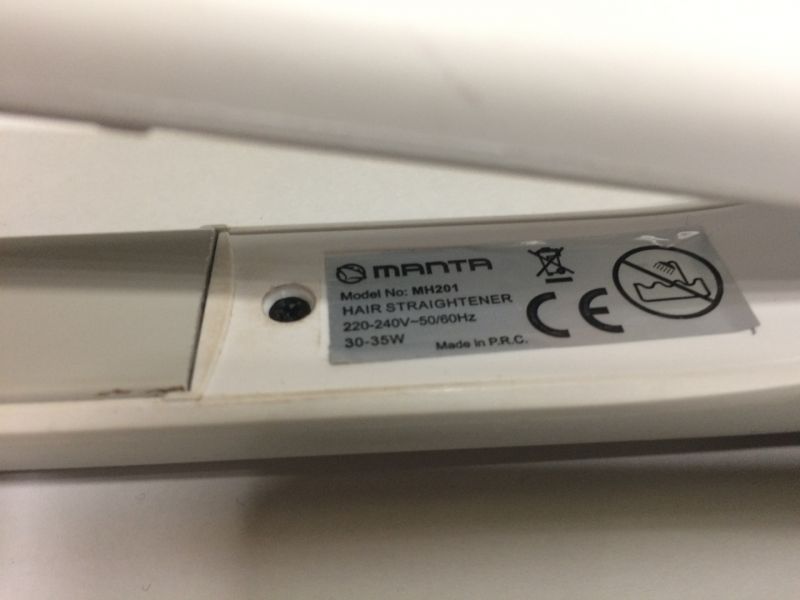 MANTA
Model No: MH201
HAIR STRAIGHTENER
220-240V~50/60Hz
30-35W
Made in P.R.C.
CE